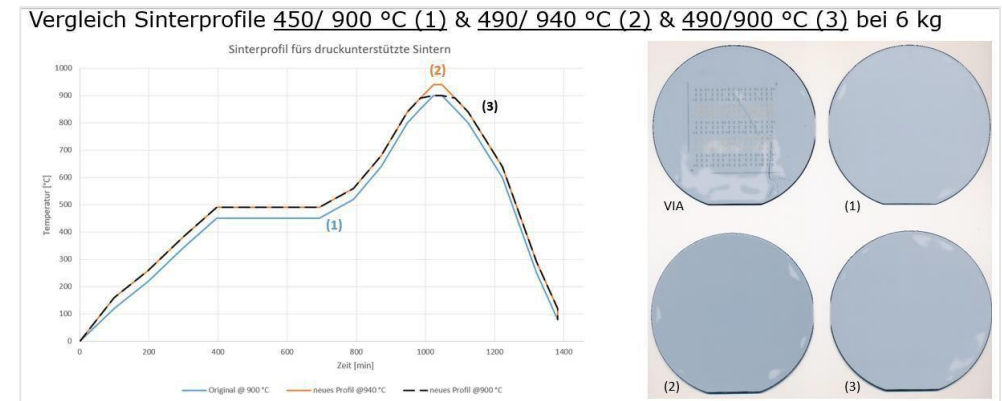 Vergleich Sinterprofile 450/ 900 °C (1) & 490/ 940 °C (2) & 490/900 °C (3) bei 6 kg
Sinterprofil fürs druckunterstützte Sintern
Temperatur [°C]
1000
900
800
700
600
500
400
300
200
100
0
(2)
(3)
(1)
0 200 400 600 800 1000 1200 1400
Zeit [min]
Original @ 900 °C neues Profil @940 °C neues Profil @900 °C
VIA
(1)
(2)
(3)